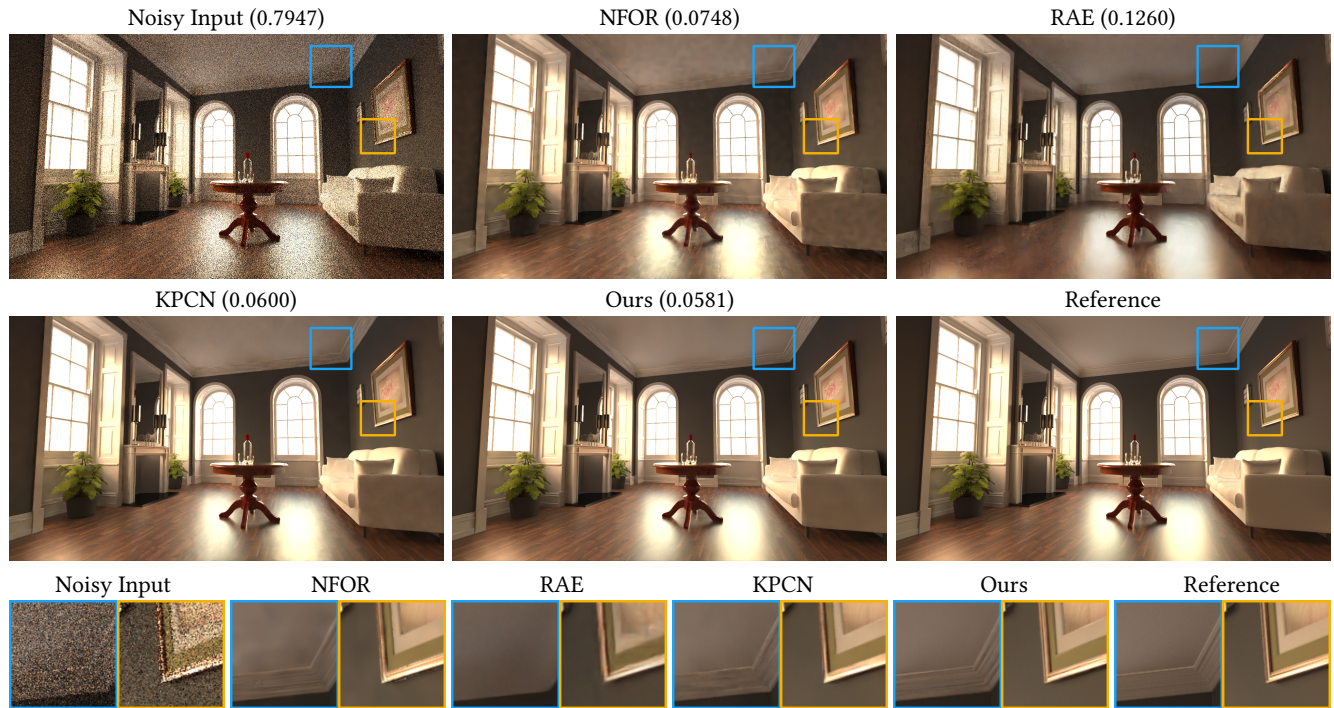 Noisy Input (0.7947)
NFOR (0.0748)
RAE (0.1260)
KPCN (0.0600)
Ours (0.0581)
Reference
Noisy Input
NFOR
RAE
KPCN
Ours
Reference